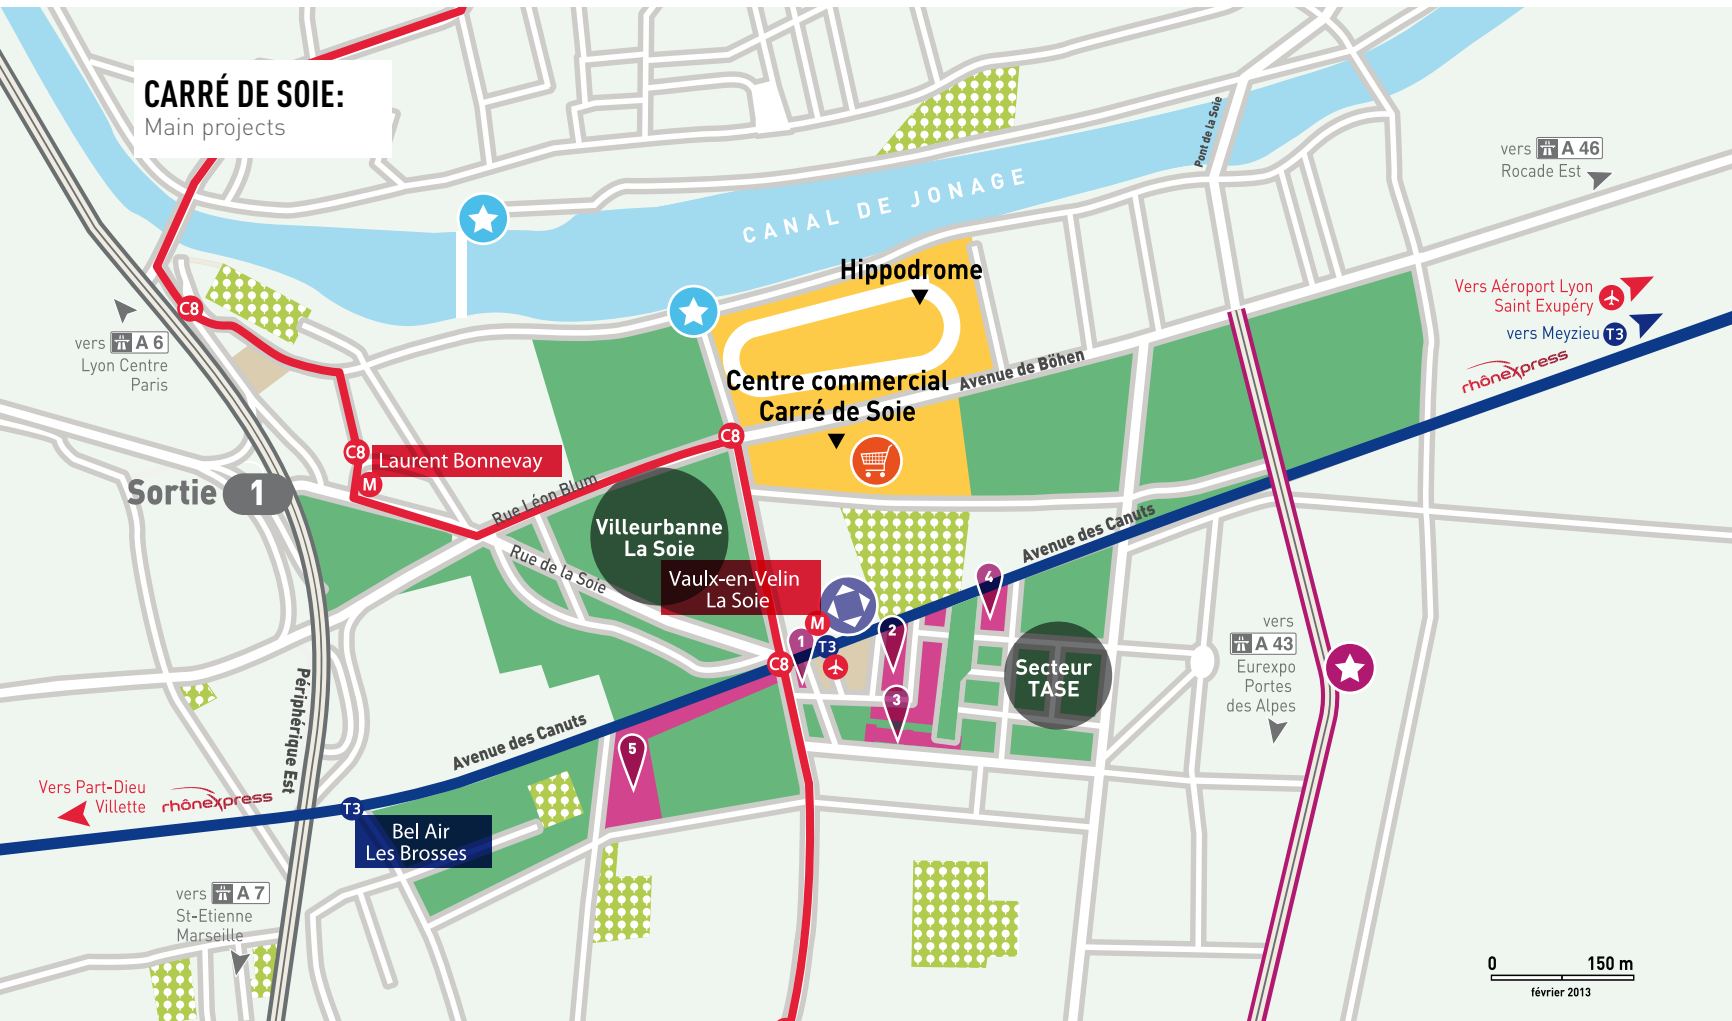 CARRÉ DE SOIE:
Main projects
CANAL DE JONAGE
Pont de la Soie
vers A 46
Rocade Est
Hippodrome
Vers Aéroport Lyon
Saint Exupéry
vers Meyzieu T3
rhônexpress
C8
vers A 6
Lyon Centre
Paris
Avenue de Böhen
Centre commercial
Carré de Soie
C8
C8
Laurent Bonnevay
M
Sortie 1
Rue Léon Blum
Villeurbanne
La Soie
Avenue des Canuts
Rue de la Soie
Vaulx-en-Velin
La Soie
4
M
1
2
T3
C8
3
Secteur
TASE
vers
A 43
Eurexpo
Portes
des Alpes
Périphérique Est
Avenue des Canuts
5
Vers Part-Dieu
Villette
rhônexpress
T3
Bel Air
Les Brosses
vers A 7
St-Etienne
Marseille
0 150 m
février 2013